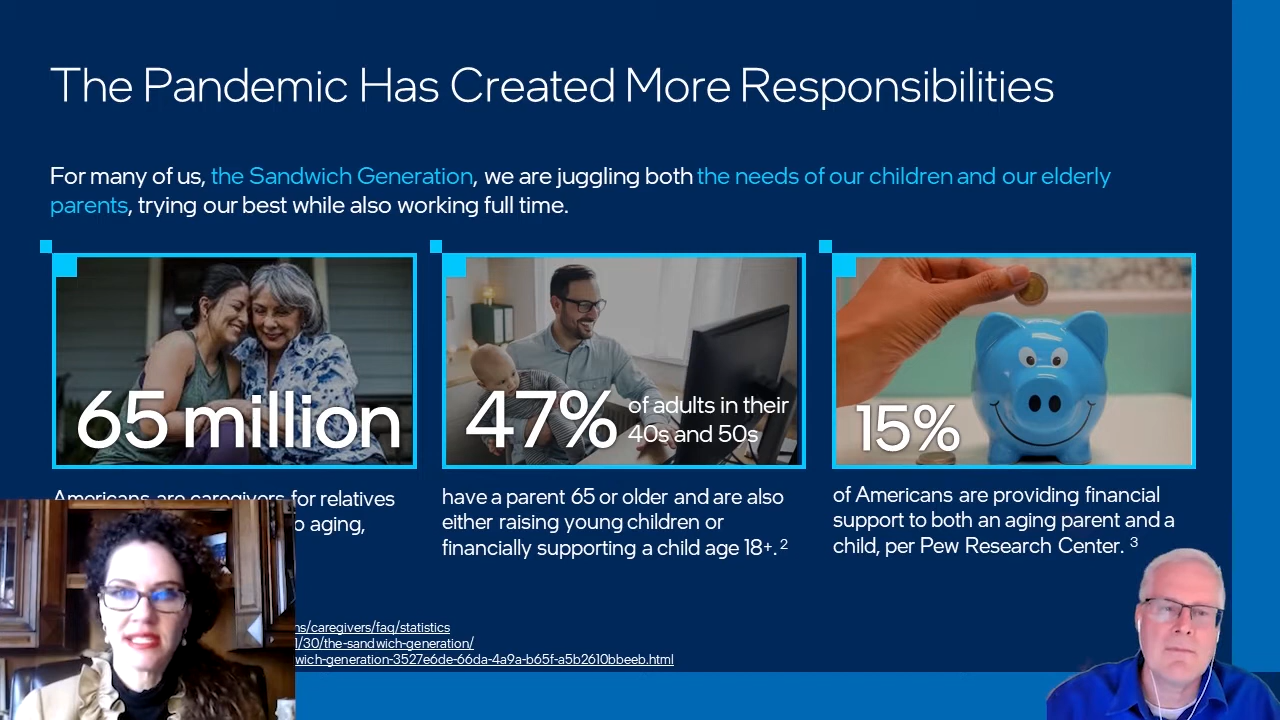 The Pandemic Has Created More Responsibilities
For many of us, the Sandwich Generation, we are juggling both the needs of our children and our elderly
parents, trying our best while also working full time.
65 million
Americans are caregivers for relatives
o aging,
47% of adults in their
40s and 50s
have a parent 65 or older and are also
either raising young children or
financially supporting a child age 18+. 2
15%
of Americans are providing financial
support to both an aging parent and a
child, per Pew Research Center. 3
ns/caregivers/faq/statistics
1/30/the-sandwich-generation/
wich-generation-3527e6de-66da-4a9a-b65f-a5b2610bbeeb.html